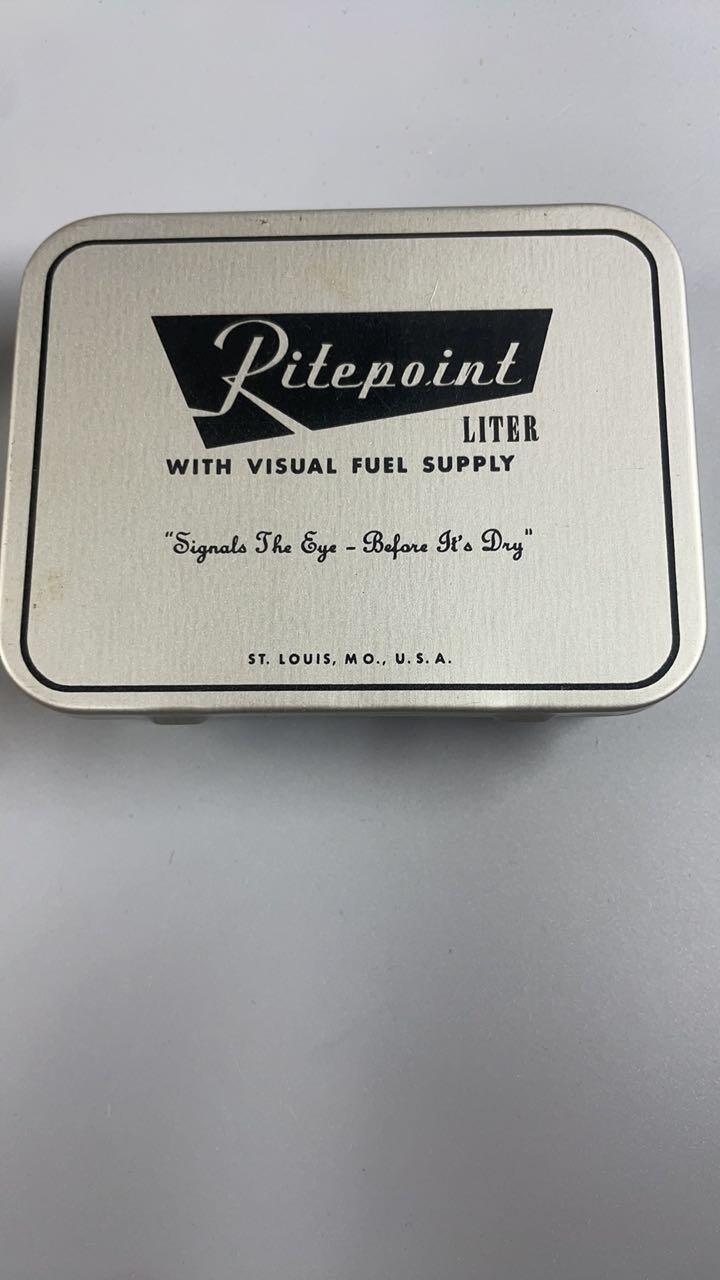 Ritepoint
LITER
WITH VISUAL FUEL SUPPLY
"Signals The Eye - Before It's Dry"
ST. LOUIS, MO., U.S.A.